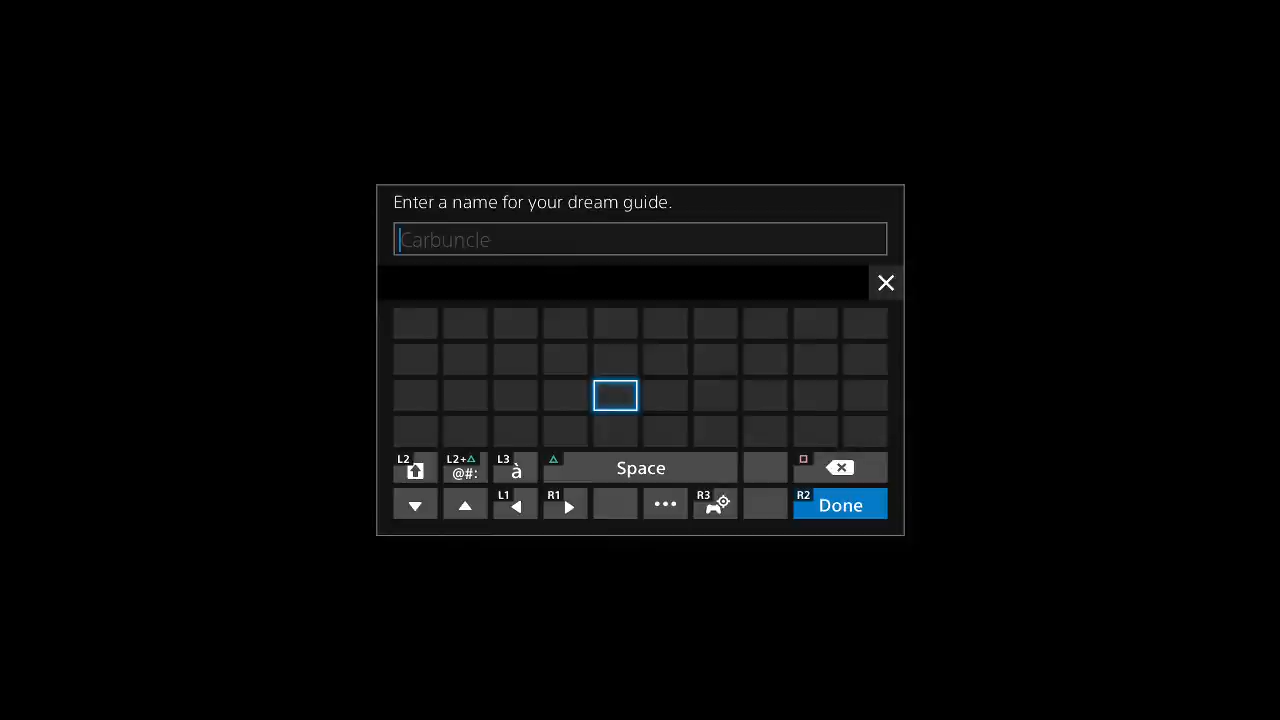 Enter a name for your dream guide.
Carbuncle
L2
L2+△ @#:
L3 à
Space
L1
R1
•••
R3
R2 Done